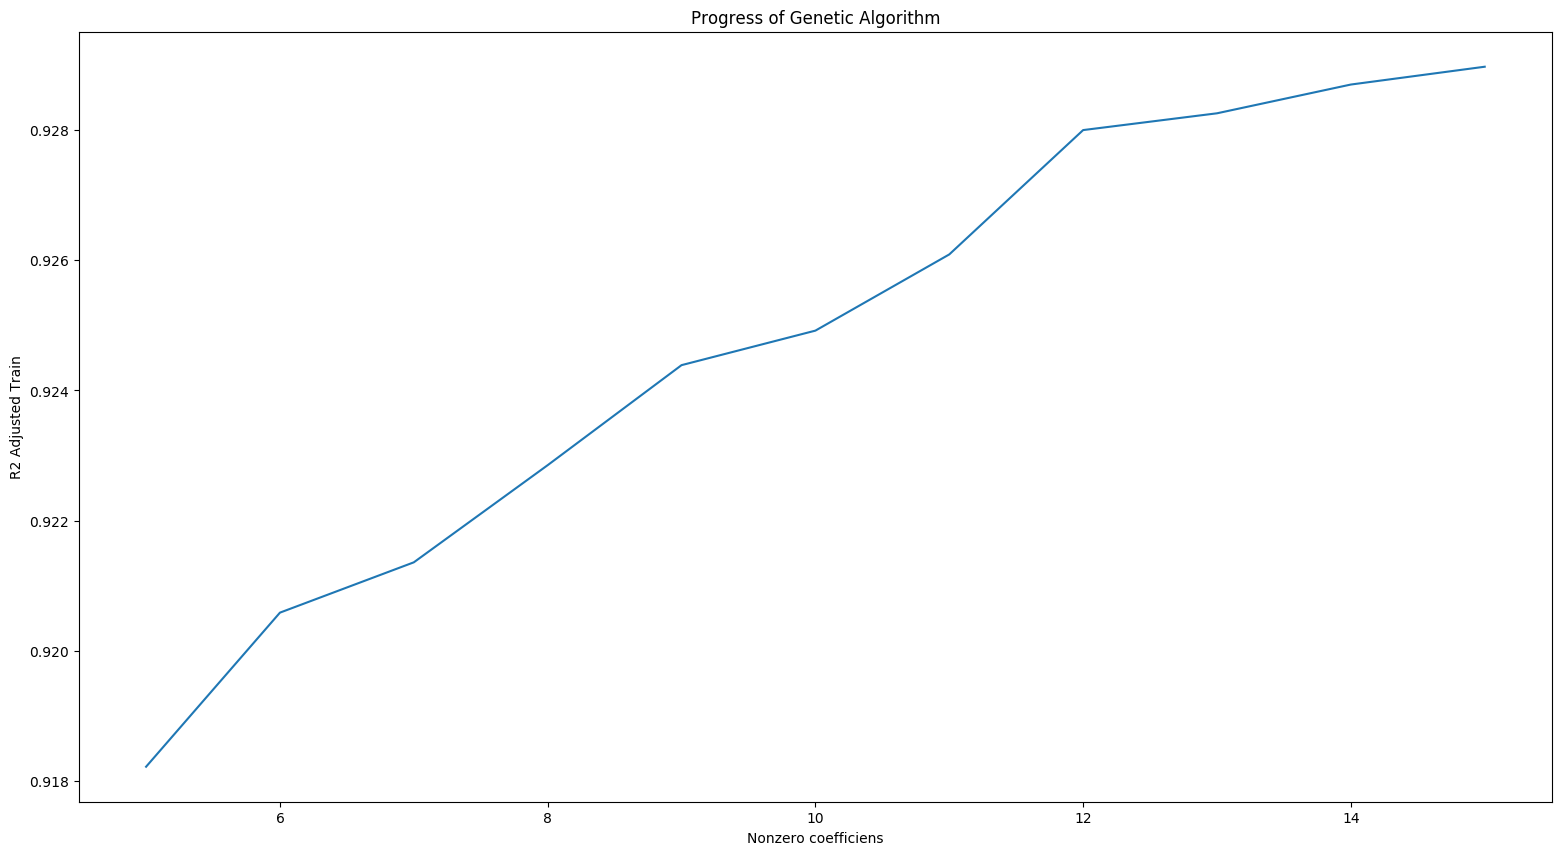 Progress of Genetic Algorithm
R2 Adjusted Train
0.928
0.926
0.924
0.922
0.920
0.918
6 8 10 12 14
Nonzero coefficiens